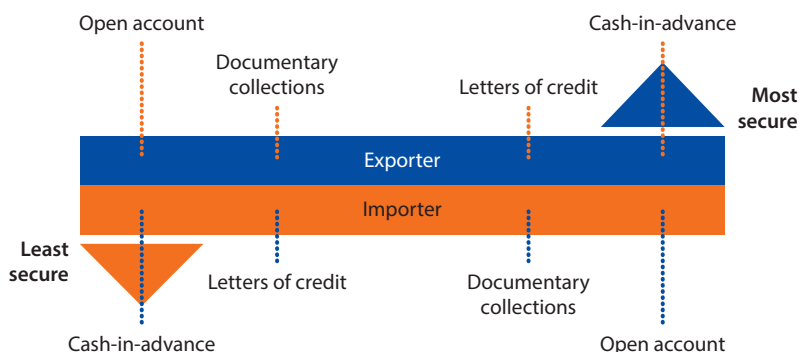 Open account
Cash-in-advance
Documentary
collections
Letters of credit
Most
secure
Exporter
Importer
Least
secure
Letters of credit
Documentary
collections
Cash-in-advance
Open account